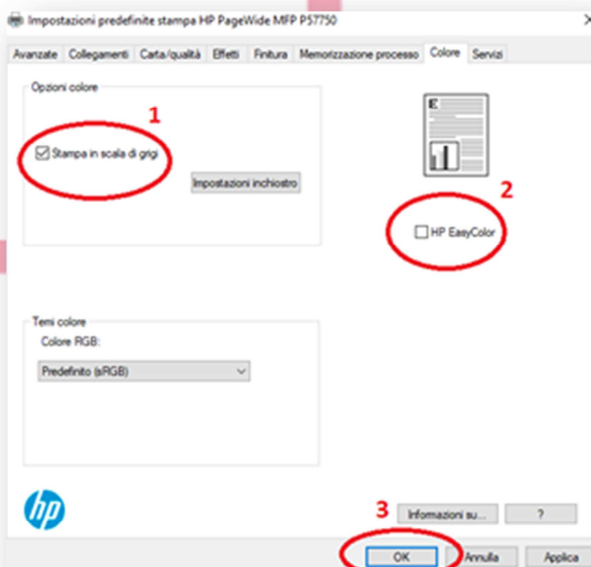 Impostazioni predefinite stampa HP PageWide MFP P57750
Avanzate Collegamenti Carta/qualità Effetti Finitura Memorizzazione processo Colore Servizi
Opzioni colore
1
Stampa in scala di grigi
Impostazioni inchiostro
E
2
HP EasyColor
Temi colore
Colore RGB:
Predefinito (sRGB)
hp
3
Informazioni su... ?
OK Annulla Applica